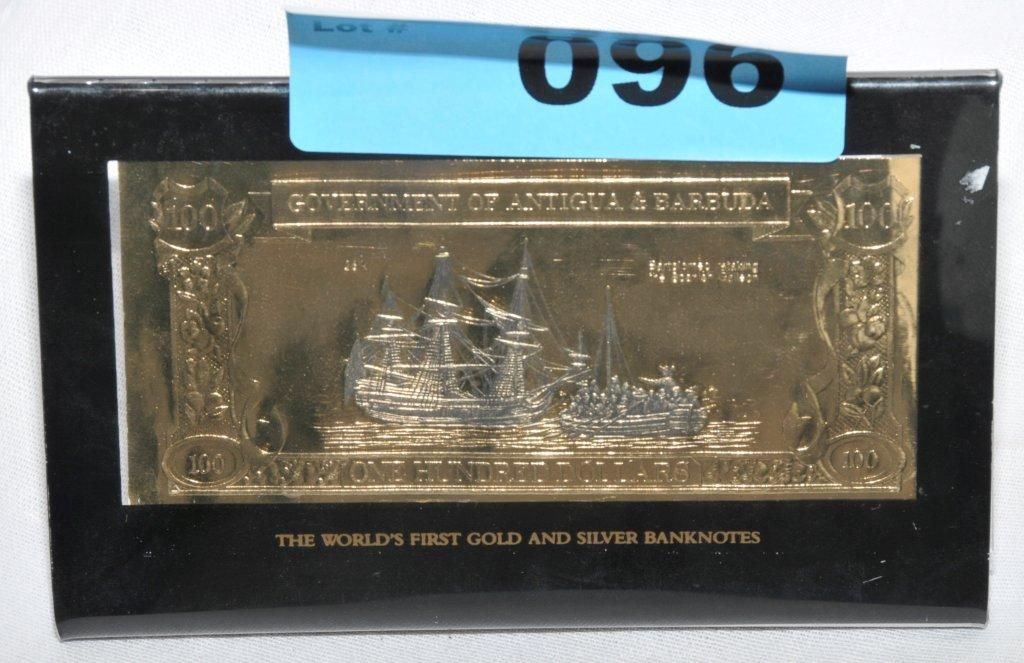 Lot #
096
100
GOVERNMENT OF ANTIGUA & BARBUDA
100
100
ONE HUNDRED DOLLARS
100
THE WORLD'S FIRST GOLD AND SILVER BANKNOTES